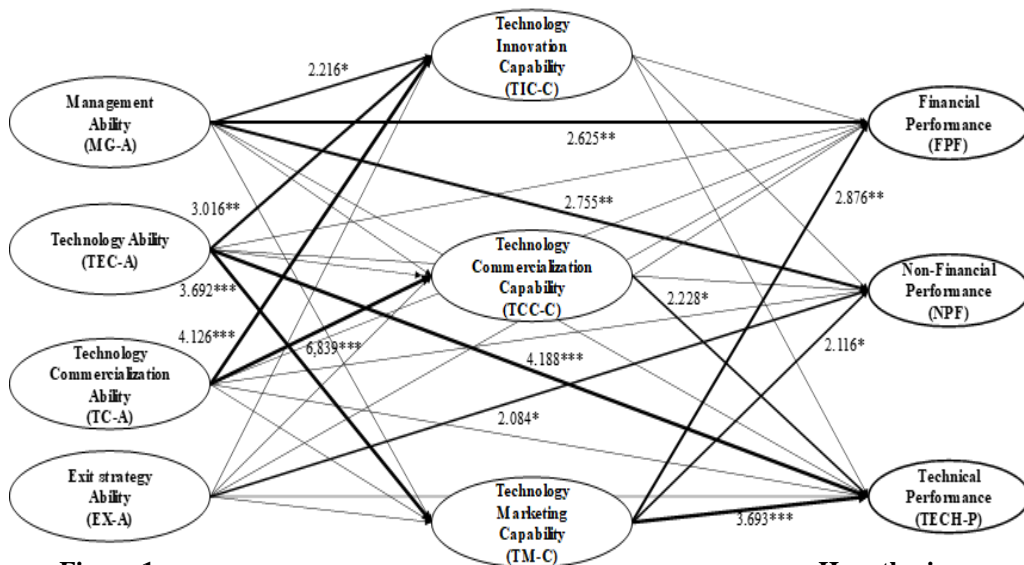 Technology
Innovation
Capability
(TIC-C)
2.216*
Management
Ability
(MG-A)
Financial
Performance
(FPF)
2.625**
2.876**
2.755**
3.016**
Technology Ability
(TEC-A)
Technology
Commercialization
Capability
(TCC-C)
Non-Financial
Performance
(NPF)
3.692***
2.228*
4.126***
6,839***
2.116*
Technology
Commercialization
Ability
(TC-A)
4.188***
2.084*
Exit strategy
Ability
(EX-A)
Technology
Marketing
Capability
(TM-C)
Technical
Performance
(TECH-P)
3.693***